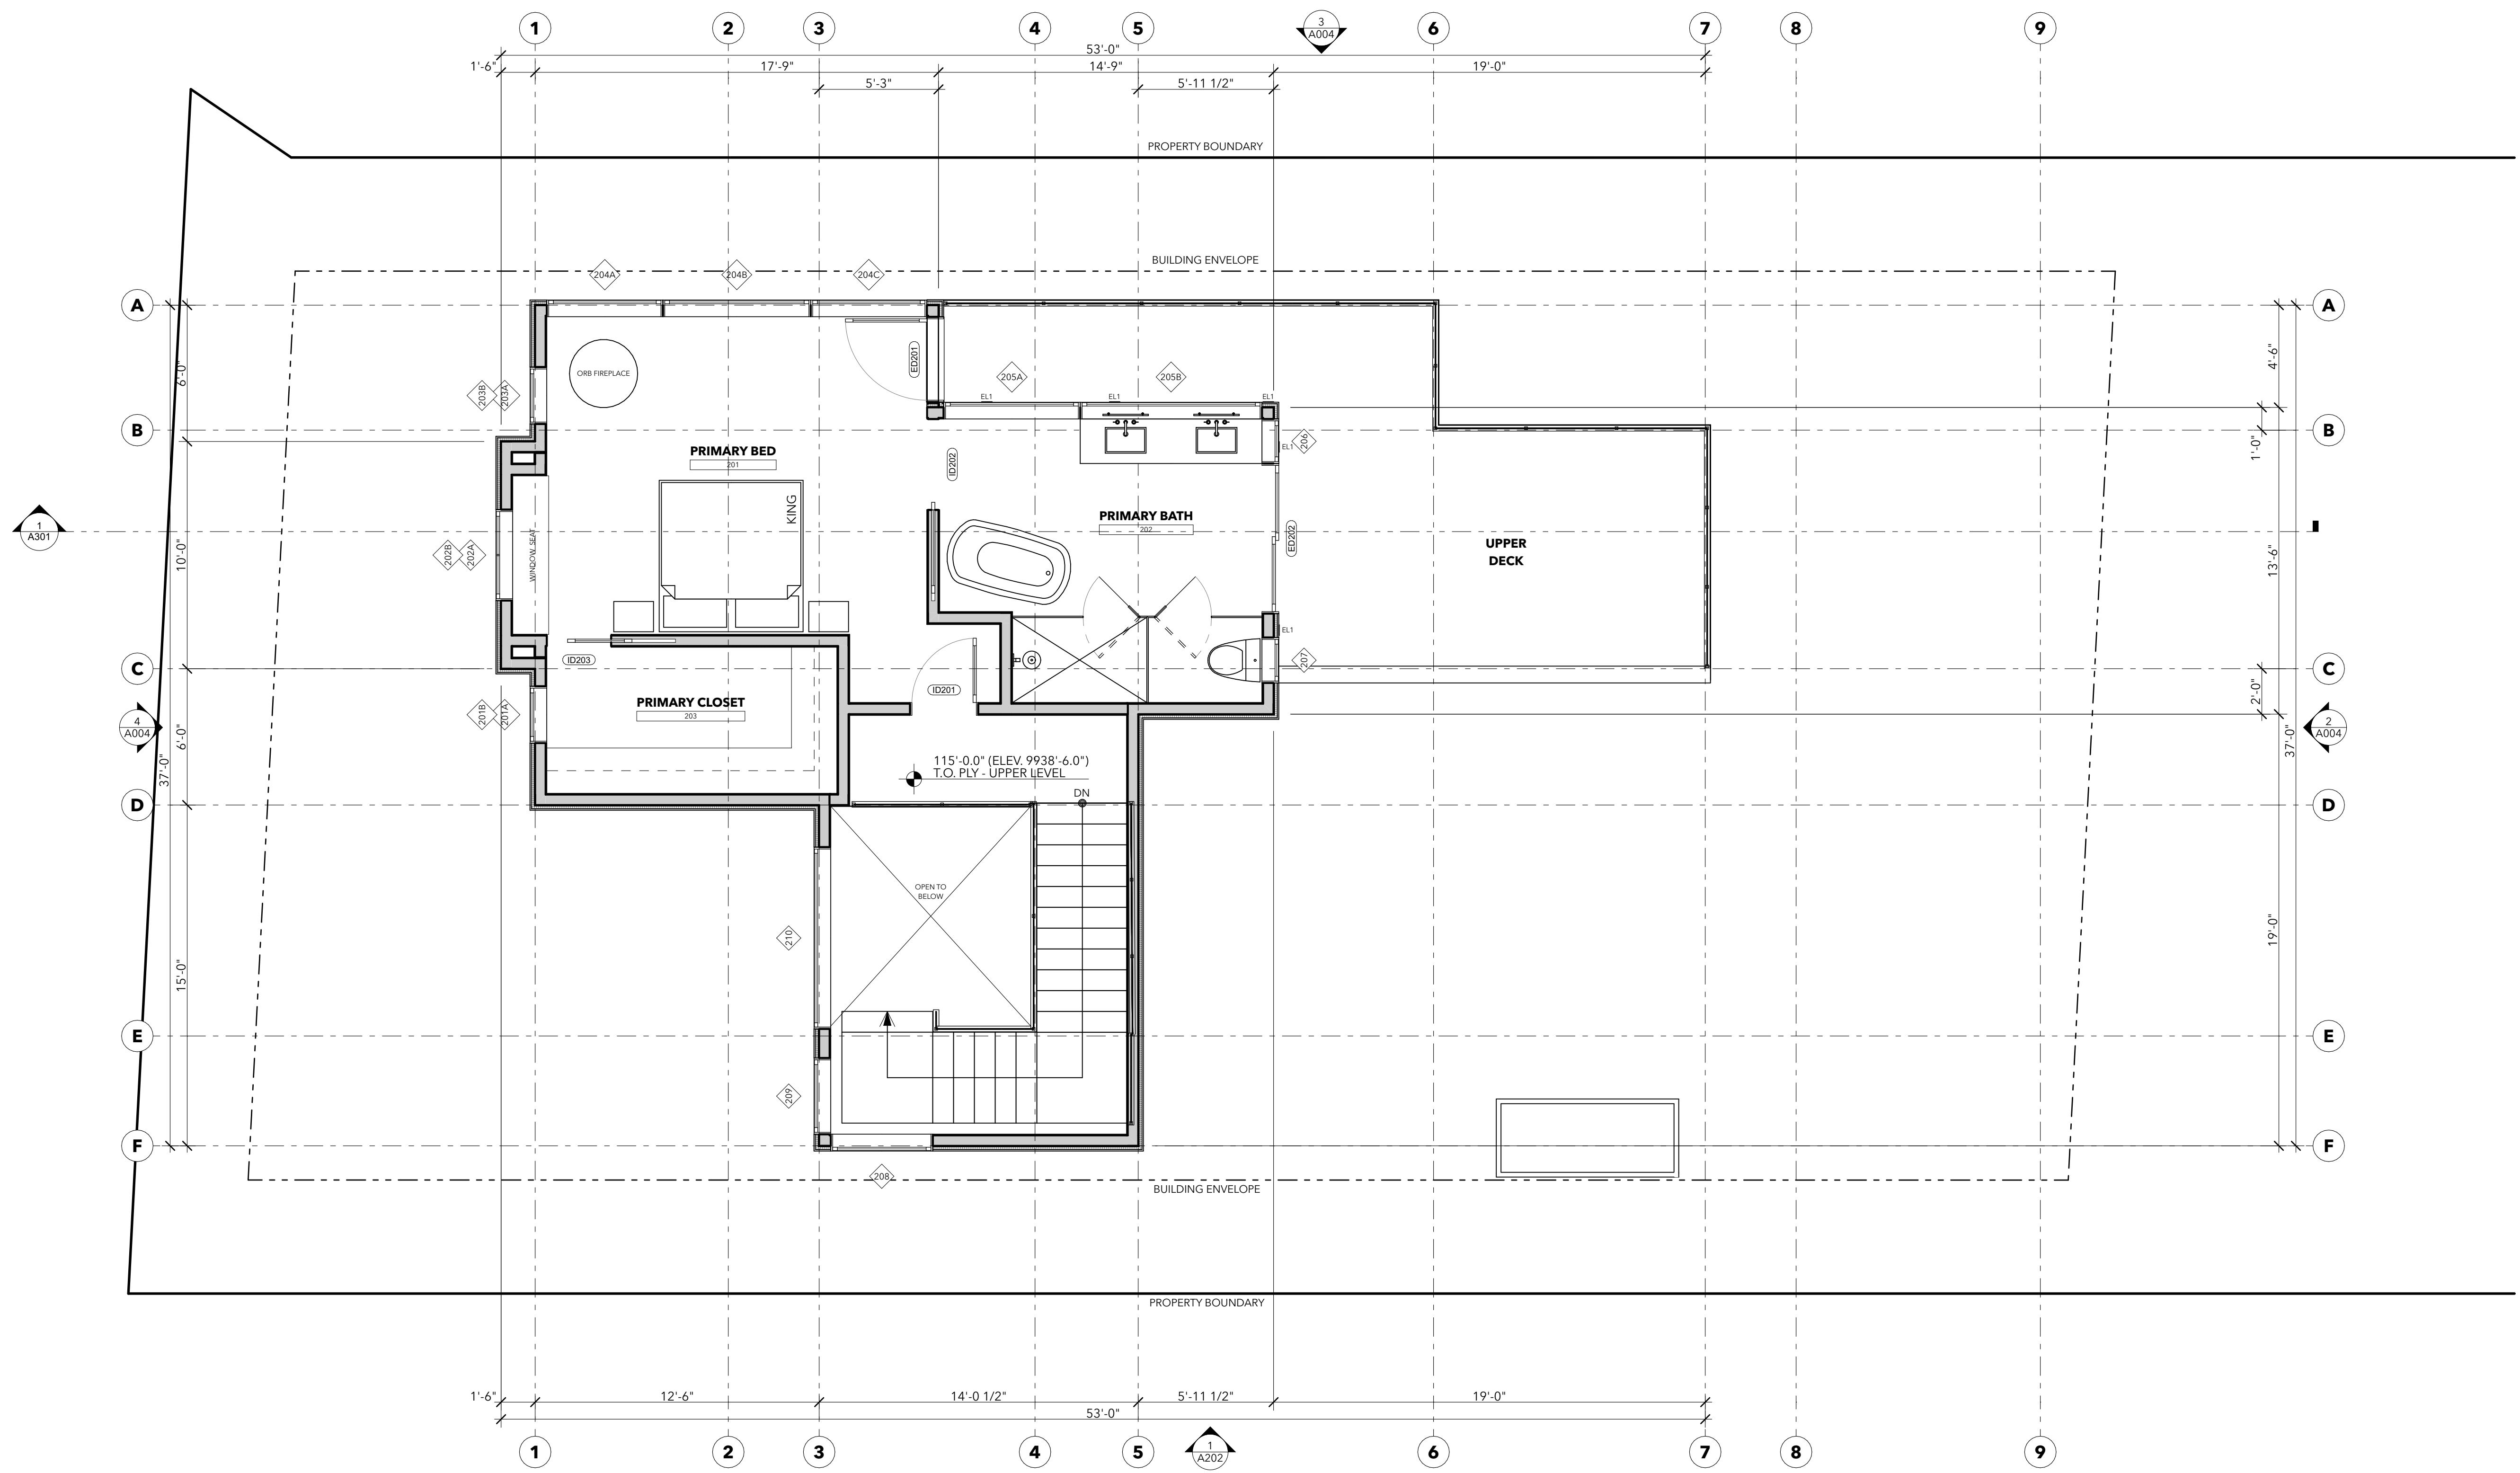 1 2 3 4 5 6 7 8 9
3
A004
53'-0"
1'-6" 17'-9" 14'-9" 19'-0"
5'-3" 5'-11 1/2"
PROPERTY BOUNDARY
BUILDING ENVELOPE
204A 204B 204C
A A
6'-0"
4'-6"
ED201
ORB FIREPLACE
205A 205B
203B 203A
EL1 EL1 EL1
B B
206
EL1
1'-0"
PRIMARY BED
201
ID202
KING
PRIMARY BATH
202
1
A301
WINDOW SEAT
202B 202A
10'-0"
ED202
UPPER
DECK
13'-6"
EL1
ID203
207
C C
ID201
PRIMARY CLOSET
203
201B 201A
2'-0"
4
A004
2
A004
6'-0"
37'-0"
37'-0"
115'-0.0" (ELEV. 9938'-6.0")
T.O. PLY - UPPER LEVEL
DN
D D
OPEN TO
BELOW
210
15'-0"
19'-0"
E E
209
F F
208
BUILDING ENVELOPE
PROPERTY BOUNDARY
1'-6" 12'-6" 14'-0 1/2" 5'-11 1/2" 19'-0"
53'-0"
1 2 3 4 5 6 7 8 9
1
A202